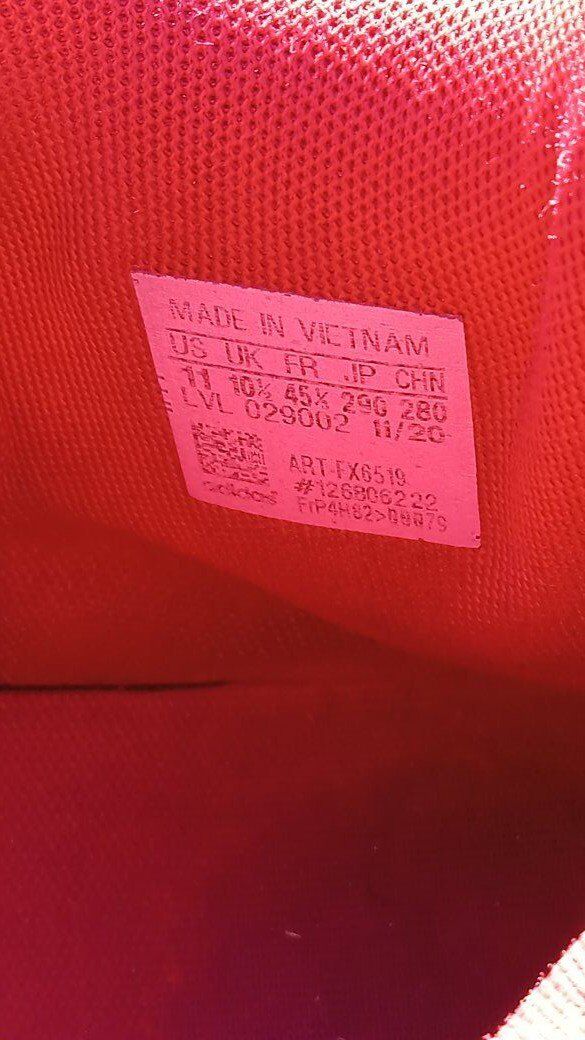 MADE IN VIETNAM
US UK FR JP CHN
11 10½ 45⅓ 290 280
LVL 029002 11/20
ART FX6519
#126806222
adidas